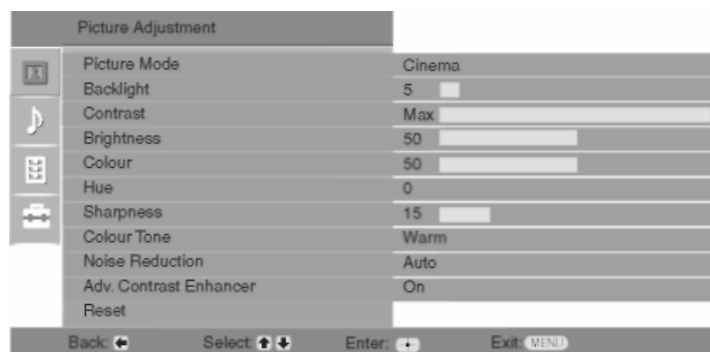 Picture Adjustment
Picture Mode Cinema
Backlight 5
Contrast Max
Brightness 50
Colour 50
Hue 0
Sharpness 15
Colour Tone Warm
Noise Reduction Auto
Adv. Contrast Enhancer On
Reset
Back: Select: Enter: Exit: MENU